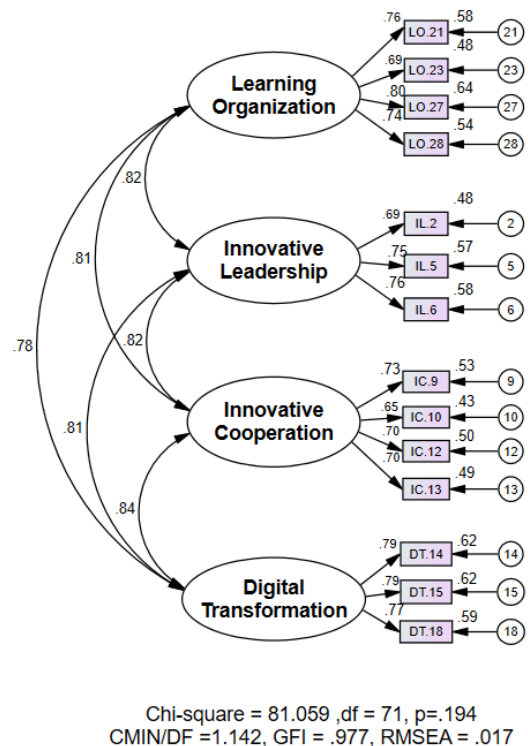 .76
LO.21
.58
21
.48
.69
LO.23
23
Learning
Organization
.80
LO.27
.64
27
.74
LO.28
.54
28
.82
.69
IL.2
.48
2
Innovative
Leadership
.75
IL.5
.57
5
.76
IL.6
.58
6
.81
.78
.82
.73
IC.9
.53
9
.65
IC.10
.43
10
Innovative
Cooperation
.70
IC.12
.50
12
.70
IC.13
.49
13
.81
.84
.79
DT.14
.62
14
Digital
Transformation
.79
DT.15
.62
15
.77
DT.18
.59
18
Chi-square = 81.059 ,df = 71, p=.194
CMIN/DF =1.142, GFI = .977, RMSEA = .017